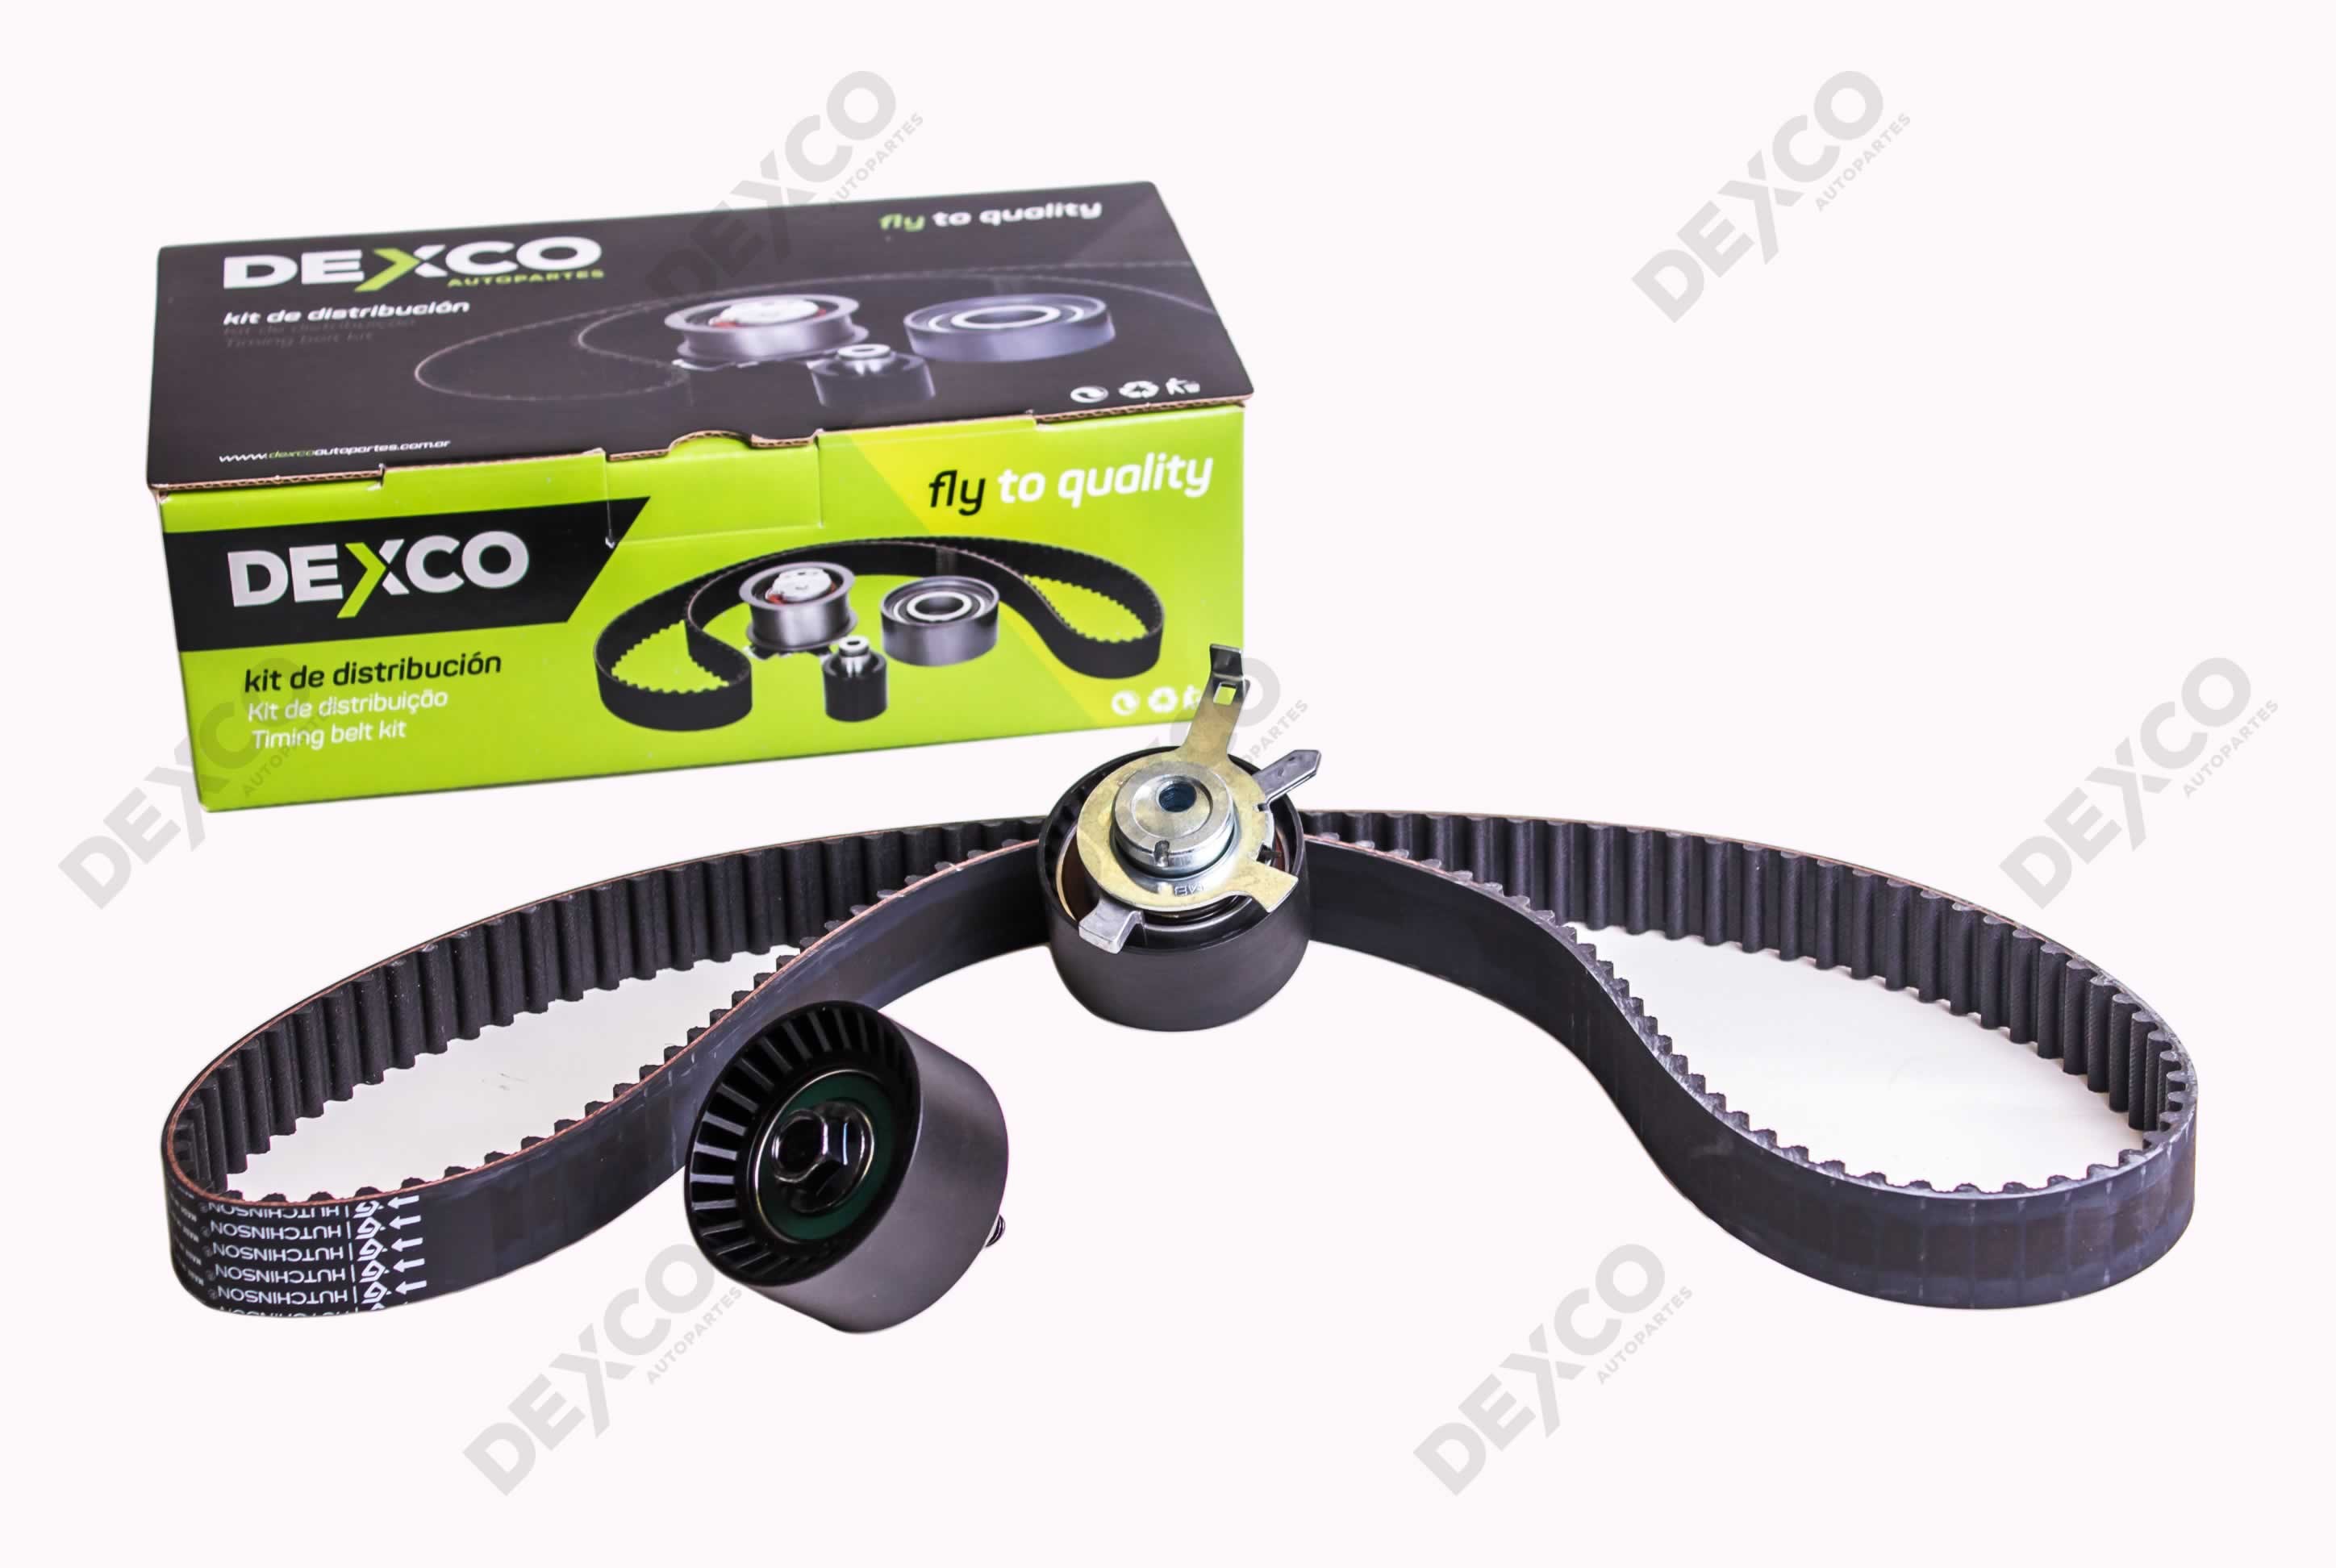 DEXCO
AUTOPARTES
fly to quality
kit de distribución
Kit de distribuição
Timing belt kit
www.dexcoautopartes.com.ar
DEXCO
fly to quality
kit de distribución
Kit de distribuição
Timing belt kit
HUTCHINSON
HUTCHINSON
HUTCHINSON
HUTCHINSON
HUTCHINSON
HUTCHINSON
DEXCO
AUTOPARTES
DEXCO
AUTOPARTES
DEXCO
AUTOPARTES
DEXCO
AUTOPARTES
DEXCO
AUTOPARTES
DEXCO
AUTOPARTES